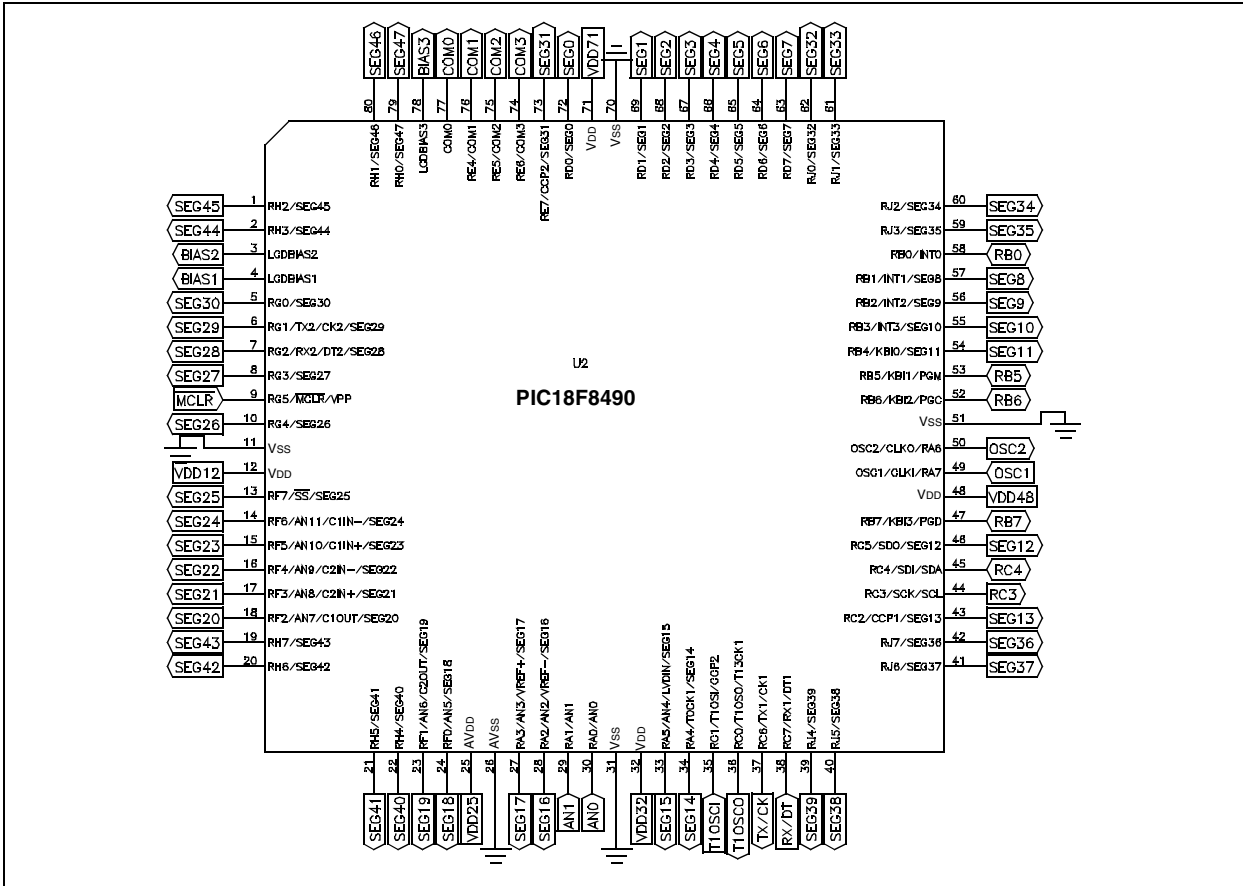 SEG46 SEG47 BIAS3 COM0 COM1 COM2 COM3 SEG31 SEG0 VDD71 SEG1 SEG2 SEG3 SEG4 SEG5 SEG6 SEG7 SEG32 SEG33
80 79 78 77 76 75 74 73 72 71 70 69 68 67 66 65 64 63 62 61
RH1/SEG46 RH0/SEG47 LCDBIAS3 COM0 RE4/COM1 RE5/COM2 RE6/COM3 RE7/CCP2/SEG31 RD0/SEG0 VDD VSS RD1/SEG1 RD2/SEG2 RD3/SEG3 RD4/SEG4 RD5/SEG5 RD6/SEG6 RD7/SEG7 RJ0/SEG32 RJ1/SEG33
SEG45 1 RH2/SEG45
SEG44 2 RH3/SEG44
BIAS2 3 LCDBIAS2
BIAS1 4 LCDBIAS1
SEG30 5 RG0/SEG30
SEG29 6 RG1/TX2/CK2/SEG29
SEG28 7 RG2/RX2/DT2/SEG28
SEG27 8 RG3/SEG27
MCLR 9 RG5/MCLR/VPP
SEG26 10 RG4/SEG26
11 VSS
VDD12 12 VDD
SEG25 13 RF7/SS/SEG25
SEG24 14 RF6/AN11/C1IN-/SEG24
SEG23 15 RF5/AN10/C1IN+/SEG23
SEG22 16 RF4/AN9/C2IN-/SEG22
SEG21 17 RF3/AN8/C2IN+/SEG21
SEG20 18 RF2/AN7/C1OUT/SEG20
SEG43 19 RH7/SEG43
SEG42 20 RH6/SEG42
U2
PIC18F8490
RJ2/SEG34 60 SEG34
RJ3/SEG35 59 SEG35
RB0/INT0 58 RB0
RB1/INT1/SEG8 57 SEG8
RB2/INT2/SEG9 56 SEG9
RB3/INT3/SEG10 55 SEG10
RB4/KBI0/SEG11 54 SEG11
RB5/KBI1/PGM 53 RB5
RB6/KBI2/PGC 52 RB6
VSS 51
OSC2/CLKO/RA6 50 OSC2
OSC1/CLKI/RA7 49 OSC1
VDD 48 VDD48
RB7/KBI3/PGD 47 RB7
RC5/SDO/SEG12 46 SEG12
RC4/SDI/SDA 45 RC4
RC3/SCK/SCL 44 RC3
RC2/CCP1/SEG13 43 SEG13
RJ7/SEG36 42 SEG36
RJ6/SEG37 41 SEG37
RH5/SEG41 RH4/SEG40 RF1/AN6/C2OUT/SEG19 RF0/AN5/SEG18 AVDD AVSS RA3/AN3/VREF+/SEG17 RA2/AN2/VREF-/SEG16 RA1/AN1 RA0/AN0 VSS VDD RA5/AN4/LVDIN/SEG15 RA4/T0CK1/SEG14 RC1/T1OSI/CCP2 RC0/T1OSO/T13CK1 RC6/TX1/CK1 RC7/RX1/DT1 RJ4/SEG39 RJ5/SEG38
21 22 23 24 25 26 27 28 29 30 31 32 33 34 35 36 37 38 39 40
SEG41 SEG40 SEG19 SEG18 VDD25 SEG17 SEG16 AN1 AN0 VDD32 SEG15 SEG14 T1OSCI T1OSCO TX/CK RX/DT SEG39 SEG38